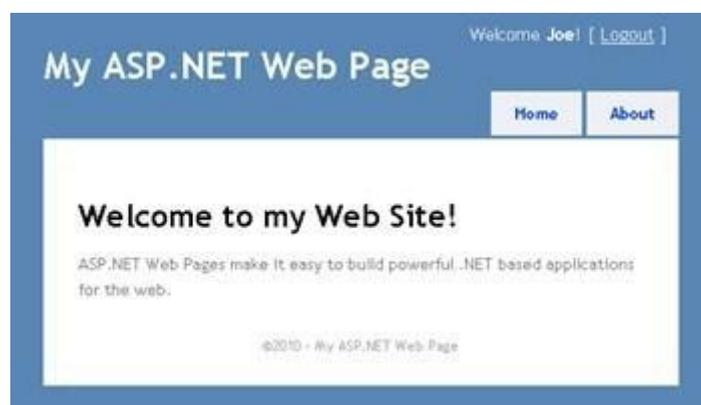 Welcome Joe! [ Logout ]
My ASP.NET Web Page
Home About
Welcome to my Web Site!
ASP.NET Web Pages make it easy to build powerful .NET based applications
for the web.
©2010 - My ASP.NET Web Page